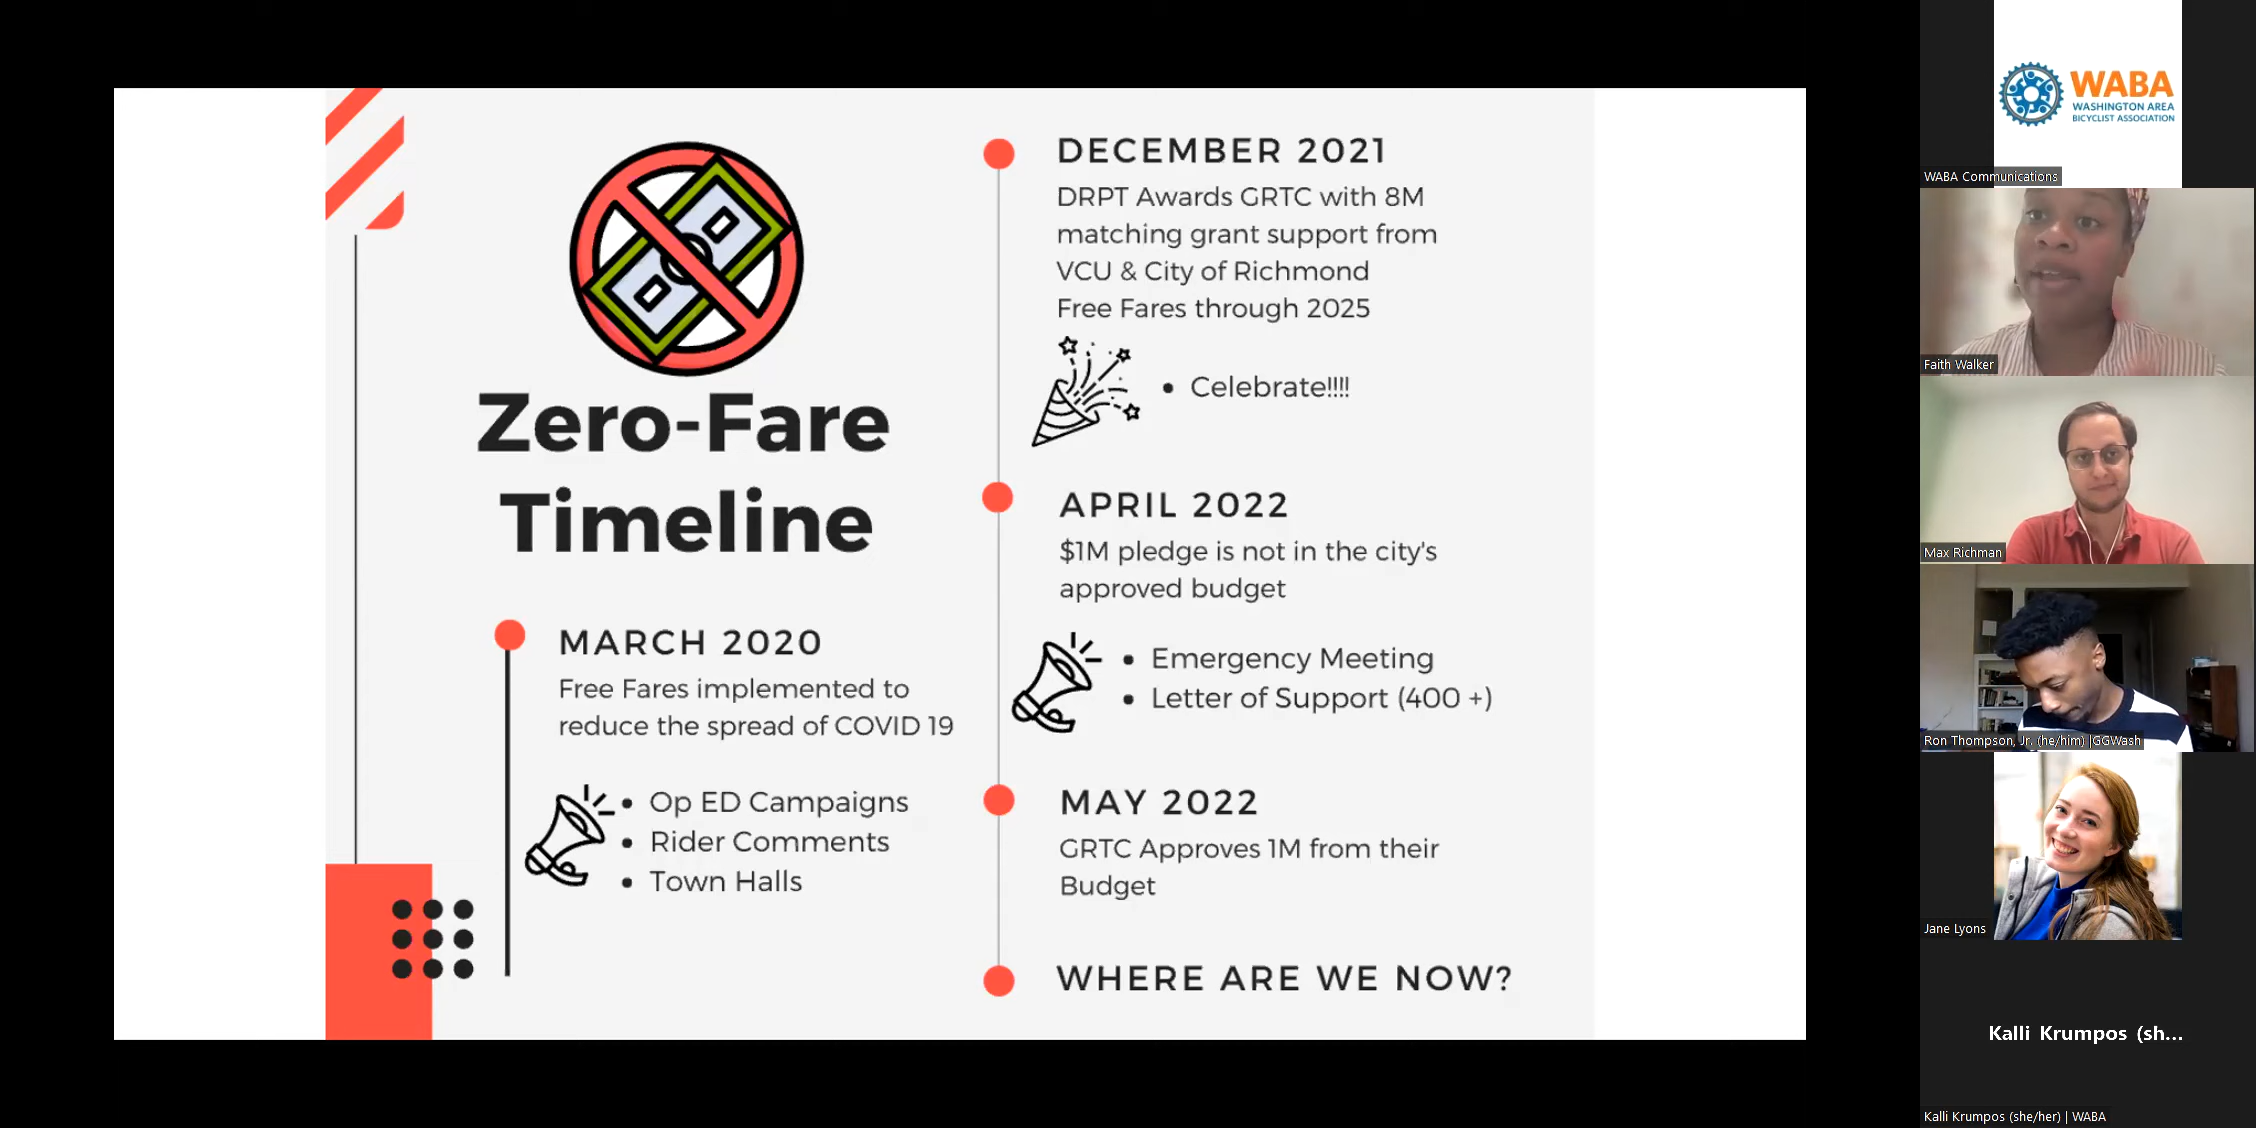 Zero-Fare
Timeline
MARCH 2020
Free Fares implemented to
reduce the spread of COVID 19
• Op ED Campaigns
• Rider Comments
• Town Halls
DECEMBER 2021
DRPT Awards GRTC with 8M
matching grant support from
VCU & City of Richmond
Free Fares through 2025
• Celebrate!!!!
APRIL 2022
$1M pledge is not in the city's
approved budget
• Emergency Meeting
• Letter of Support (400 +)
MAY 2022
GRTC Approves 1M from their
Budget
WHERE ARE WE NOW?
WABA
WASHINGTON AREA
BICYCLIST ASSOCIATION
WABA Communications
Faith Walker
Max Richman
Ron Thompson, Jr. (he/him) |GGWash
Jane Lyons
Kalli Krumpos (sh...
Kalli Krumpos (she/her) | WABA